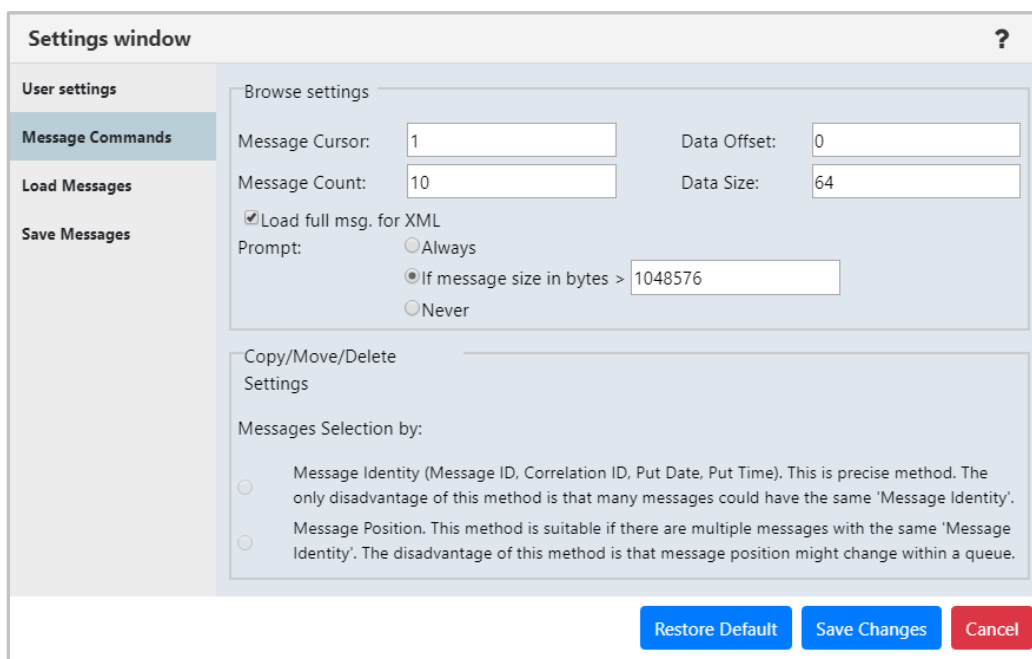 Settings window ?
User settings
Message Commands
Load Messages
Save Messages
Browse settings
Message Cursor: 1 Data Offset: 0
Message Count: 10 Data Size: 64
Load full msg. for XML
Prompt: Always
If message size in bytes > 1048576
Never
Copy/Move/Delete
Settings
Messages Selection by:
Message Identity (Message ID, Correlation ID, Put Date, Put Time). This is precise method. The
only disadvantage of this method is that many messages could have the same 'Message Identity'.
Message Position. This method is suitable if there are multiple messages with the same 'Message
Identity'. The disadvantage of this method is that message position might change within a queue.
Restore Default Save Changes Cancel